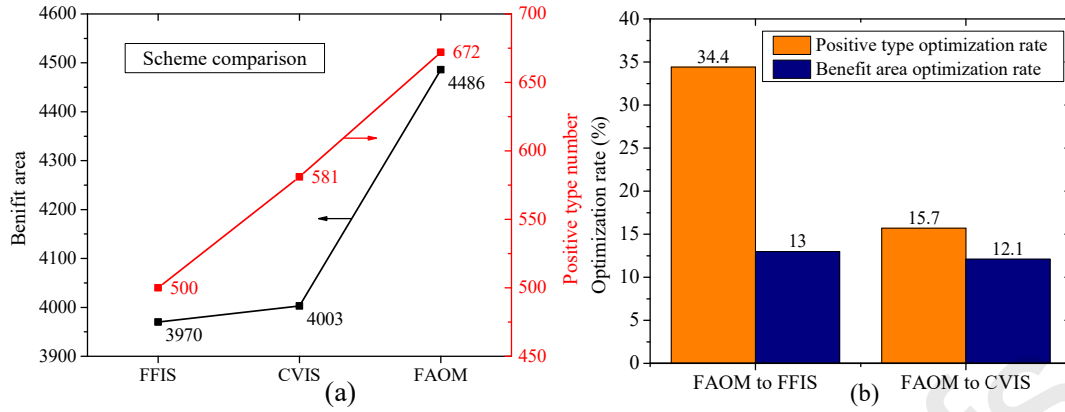 Scheme comparison
Benifit area
4500
4400
4300
4200
4100
4000
3900
672
4486
581
4003
500
3970
700
650
600
550
500
450
Positive type number
FFIS
CVIS
FAOM
(a)
Optimization rate (%)
40
35
30
25
20
15
10
5
0
Positive type optimization rate
Benefit area optimization rate
34.4
13
15.7
12.1
FAOM to FFIS
FAOM to CVIS
(b)